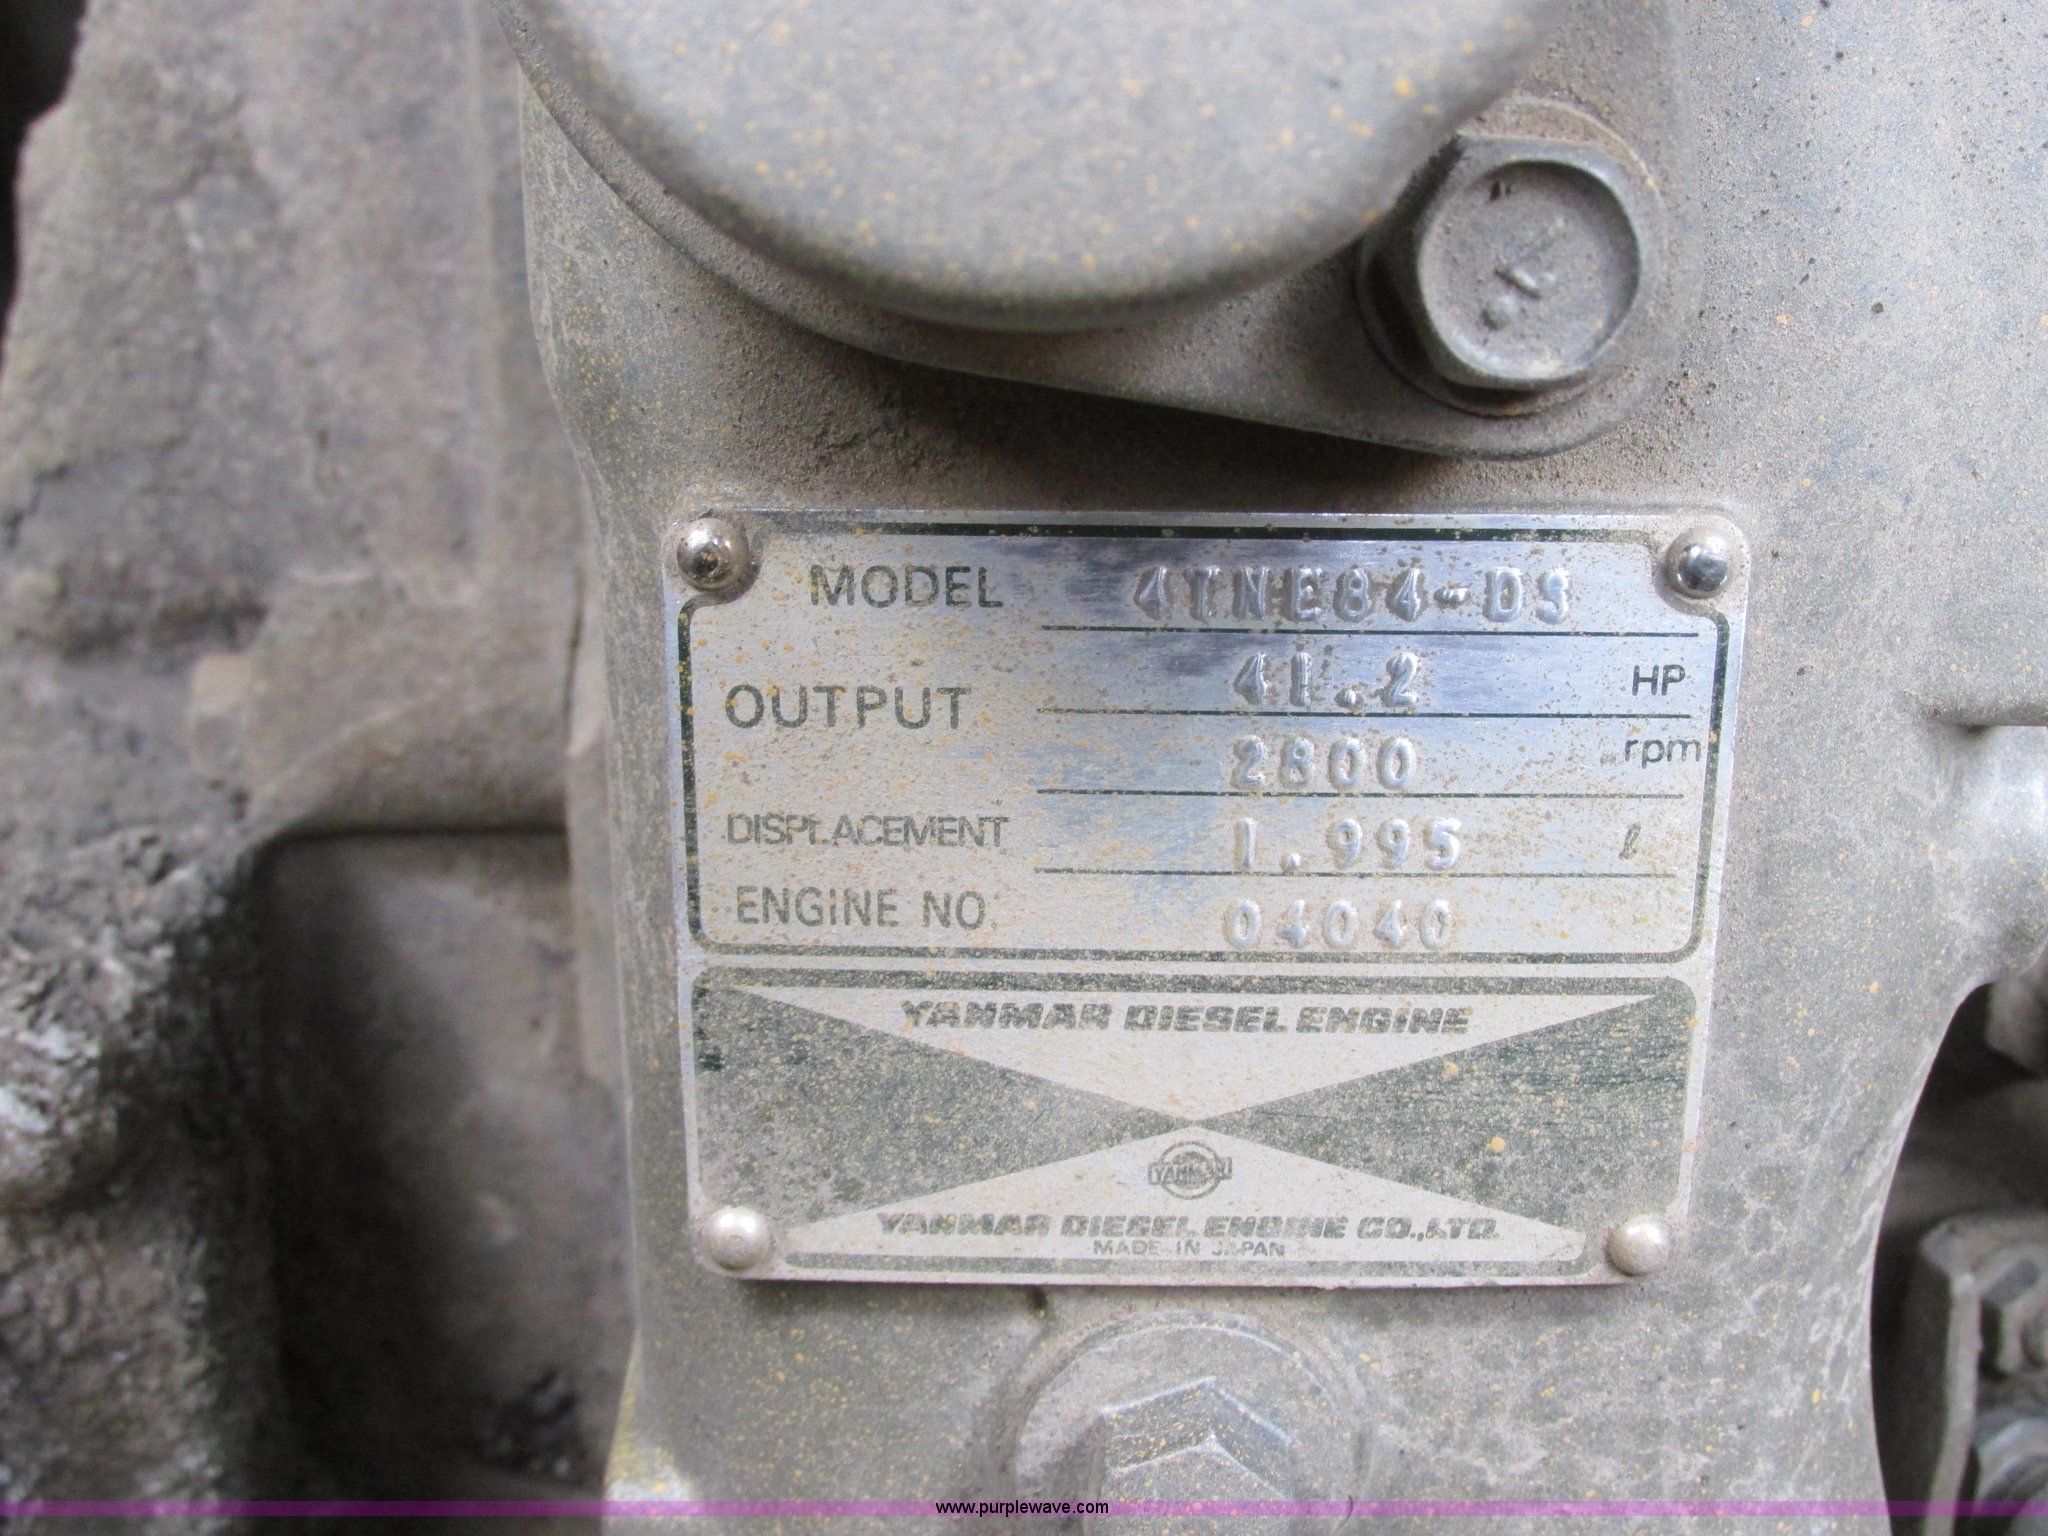 MODEL 4TNE84-DS
OUTPUT 41.2 HP
2800 rpm
DISPLACEMENT 1.995 ℓ
ENGINE NO. 04040
YANMAR DIESEL ENGINE
YANMAR
YANMAR DIESEL ENGINE CO.,LTD.
MADE IN JAPAN
www.purplewave.com